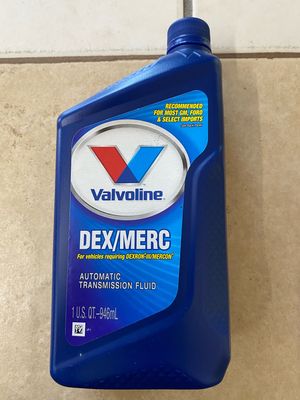 RECOMMENDED
FOR MOST GM, FORD
& SELECT IMPORTS
Valvoline
DEX/MERC
For vehicles requiring DEXRON-III/MERCON
AUTOMATIC
TRANSMISSION FLUID
1 U.S. QT.–946mL